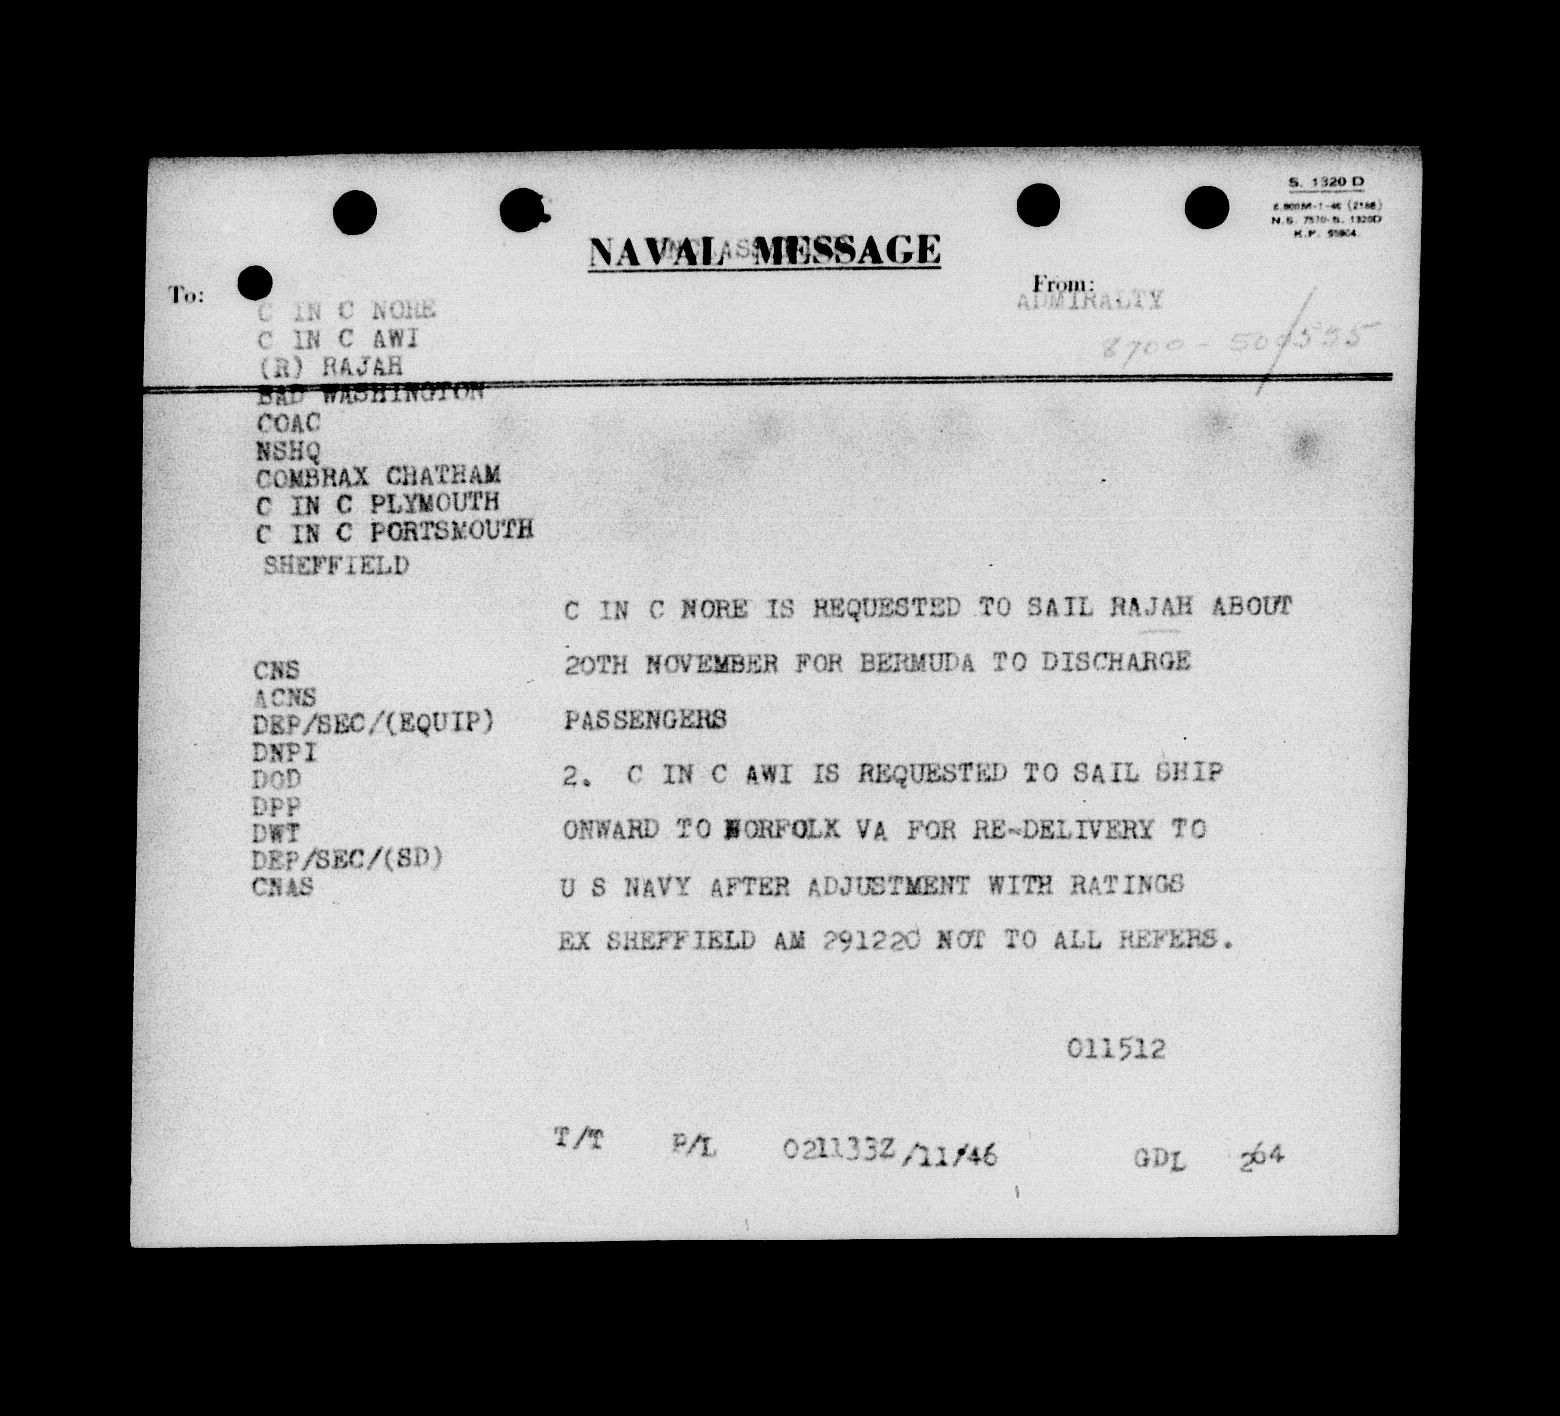 S. 1320 D
NAVAL MESSAGE
To:
From:
ADMIRALTY
C IN C NORE
C IN C AWI
(R) RAJAH
BAD WASHINGTON
COAC
NSHQ
COMBRAX CHATHAM
C IN C PLYMOUTH
C IN C PORTSMOUTH
SHEFFIELD
C IN C NORE IS REQUESTED TO SAIL RAJAH ABOUT
20TH NOVEMBER FOR BERMUDA TO DISCHARGE
PASSENGERS
2. C IN C AWI IS REQUESTED TO SAIL SHIP
ONWARD TO NORFOLK VA FOR RE-DELIVERY TO
U S NAVY AFTER ADJUSTMENT WITH RATINGS
EX SHEFFIELD AM 291220 NOT TO ALL REFERS.
CNS
ACNS
DEP/SEC/(EQUIP)
DNPI
DOD
DPP
DWT
DEP/SEC/(SD)
CNAS
011512
T/T P/L 021133Z/11/46 GDL 264